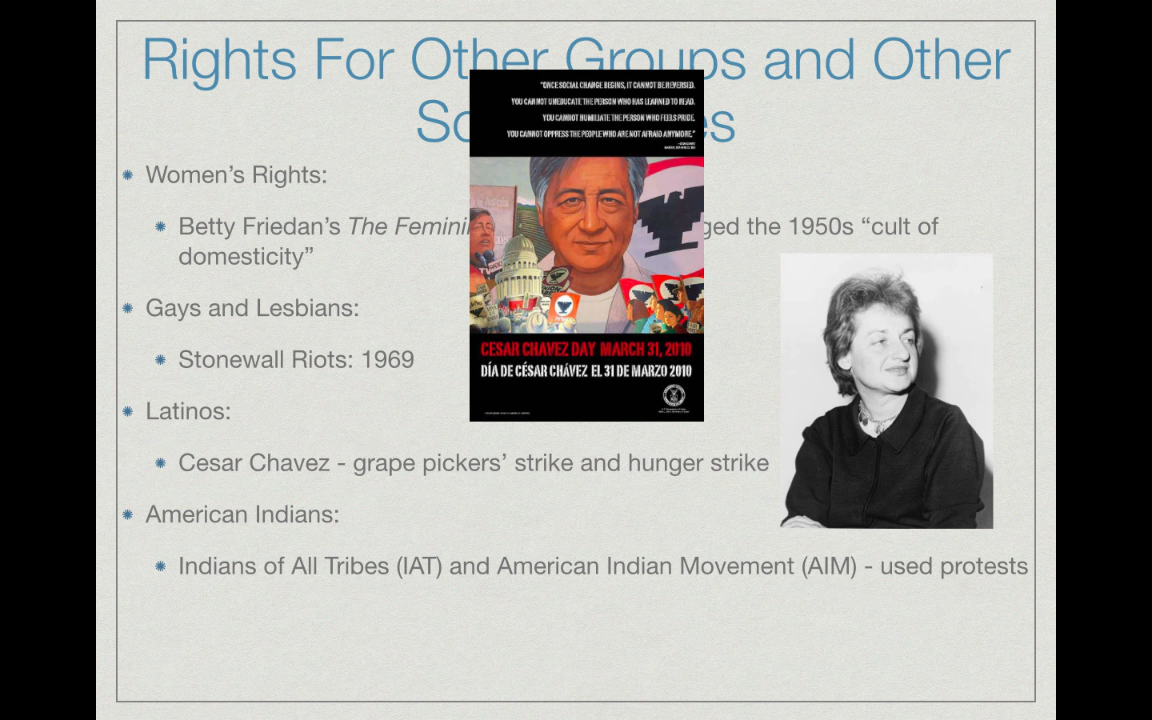 Rights For Other Groups and Other
So es
"ONCE SOCIAL CHANGE BEGINS, IT CANNOT BE REVERSED.
YOU CAN NOT UNEDUCATE THE PERSON WHO HAS LEARNED TO READ.
YOU CANNOT HUMILIATE THE PERSON WHO FEELS PRIDE.
YOU CANNOT OPPRESS THE PEOPLE WHO ARE NOT AFRAID ANYMORE."
Women’s Rights:
Betty Friedan’s The Femini ged the 1950s “cult of
domesticity”
Gays and Lesbians:
Stonewall Riots: 1969
CESAR CHAVEZ DAY MARCH 31, 2010
DÍA DE CÉSAR CHÁVEZ EL 31 DE MARZO 2010
Latinos:
Cesar Chavez - grape pickers’ strike and hunger strike
American Indians:
Indians of All Tribes (IAT) and American Indian Movement (AIM) - used protests